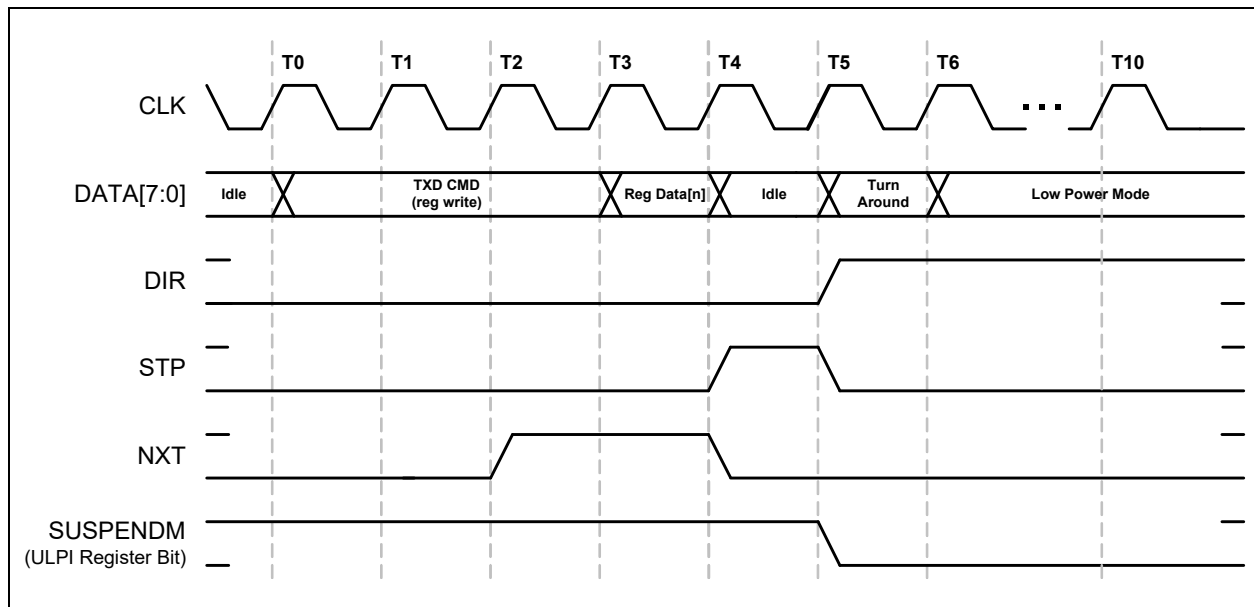 T0 T1 T2 T3 T4 T5 T6 T10
CLK
...
DATA[7:0]
Idle
TXD CMD
(reg write)
Reg Data[n]
Idle
Turn
Around
Low Power Mode
DIR
STP
NXT
SUSPENDM
(ULPI Register Bit)